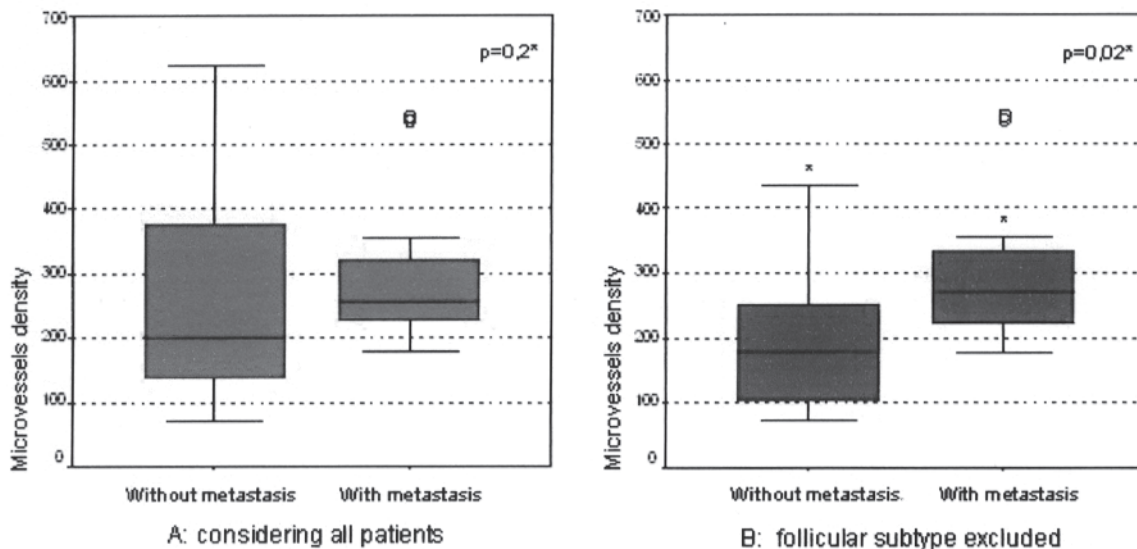 700
600
500
400
300
200
100
0
Microvessels density
p=0,2*
Without metastasis
With metastasis
A: considering all patients
700
600
500
400
300
200
100
0
Microvessels density
p=0,02*
Without metastasis.
With metastasis
B: follicular subtype excluded